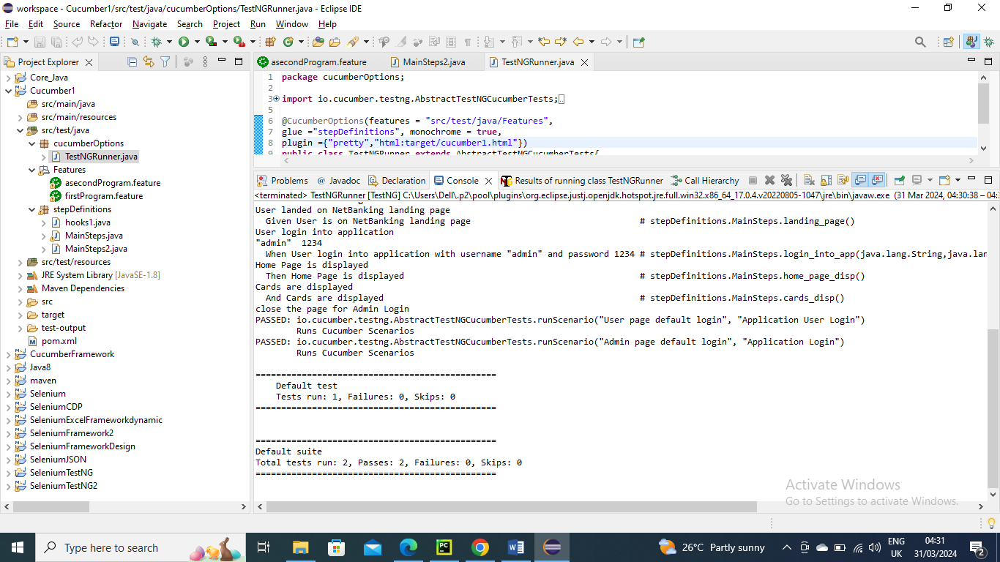 workspace - Cucumber1/src/test/java/cucumberOptions/TestNGRunner.java - Eclipse IDE
File Edit Source Refactor Navigate Search Project Run Window Help
Project Explorer
Core_Java
Cucumber1
src/main/java
src/main/resources
src/test/java
cucumberOptions
TestNGRunner.java
Features
asecondProgram.feature
firstProgram.feature
stepDefinitions
hooks1.java
MainSteps.java
MainSteps2.java
src/test/resources
JRE System Library [JavaSE-1.8]
Maven Dependencies
src
target
test-output
pom.xml
CucumberFramework
Java8
maven
Selenium
SeleniumCDP
SeleniumExcelFrameworkdynamic
SeleniumFramework2
SeleniumFrameworkDesign
SeleniumJSON
SeleniumTestNG
SeleniumTestNG2
asecondProgram.feature MainSteps2.java TestNGRunner.java
1 package cucumberOptions;
2
3 import io.cucumber.testng.AbstractTestNGCucumberTests;
5
6 @CucumberOptions(features = "src/test/java/Features",
7 glue ="stepDefinitions", monochrome = true,
8 plugin ={"pretty","html:target/cucumber1.html"})
9 public class TestNGRunner extends AbstractTestNGCucumberTests{
Problems Javadoc Declaration Console Results of running class TestNGRunner Call Hierarchy
<terminated> TestNGRunner [TestNG] C:\Users\Dell\.p2\pool\plugins\org.eclipse.justj.openjdk.hotspot.jre.full.win32.x86_64_17.0.4.v20220805-1047\jre\bin\javaw.exe (31 Mar 2024, 04:30:38 – 04:3
User landed on NetBanking landing page
Given User is on NetBanking landing page # stepDefinitions.MainSteps.landing_page()
User login into application
"admin" 1234
When User login into application with username "admin" and password 1234 # stepDefinitions.MainSteps.login_into_app(java.lang.String,java.lan
Home Page is displayed
Then Home Page is displayed # stepDefinitions.MainSteps.home_page_disp()
Cards are displayed
And Cards are displayed # stepDefinitions.MainSteps.cards_disp()
close the page for Admin Login
PASSED: io.cucumber.testng.AbstractTestNGCucumberTests.runScenario("User page default login", "Application User Login")
Runs Cucumber Scenarios
PASSED: io.cucumber.testng.AbstractTestNGCucumberTests.runScenario("Admin page default login", "Application Login")
Runs Cucumber Scenarios
===============================================
Default test
Tests run: 1, Failures: 0, Skips: 0
===============================================
===============================================
Default suite
Total tests run: 2, Passes: 2, Failures: 0, Skips: 0
===============================================
Activate Windows
Go to Settings to activate Windows.
Type here to search
26°C Partly sunny
ENG
UK
04:31
31/03/2024
2